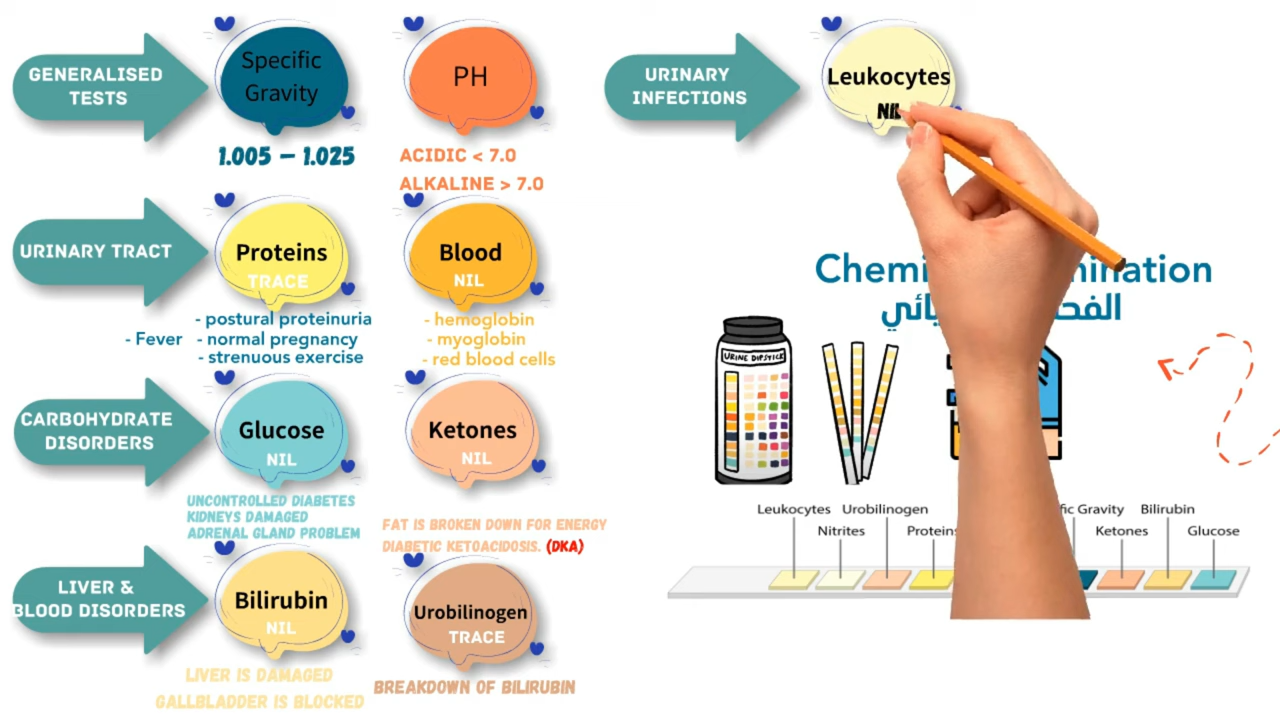 GENERALISED
TESTS
Specific
Gravity
1.005 – 1.025
PH
ACIDIC < 7.0
ALKALINE > 7.0
URINARY TRACT
Proteins
TRACE
- postural proteinuria
- Fever - normal pregnancy
- strenuous exercise
Blood
NIL
- hemoglobin
- myoglobin
- red blood cells
CARBOHYDRATE
DISORDERS
Glucose
NIL
UNCONTROLLED DIABETES
KIDNEYS DAMAGED
ADRENAL GLAND PROBLEM
Ketones
NIL
FAT IS BROKEN DOWN FOR ENERGY
DIABETIC KETOACIDOSIS. (DKA)
LIVER &
BLOOD DISORDERS
Bilirubin
NIL
LIVER IS DAMAGED
GALLBLADDER IS BLOCKED
Urobilinogen
TRACE
BREAKDOWN OF BILIRUBIN
URINARY
INFECTIONS
Leukocytes
NIL
URINE DIPSTICK
Leukocytes Urobilinogen Gravity Bilirubin
Nitrites Proteins Ketones Glucose